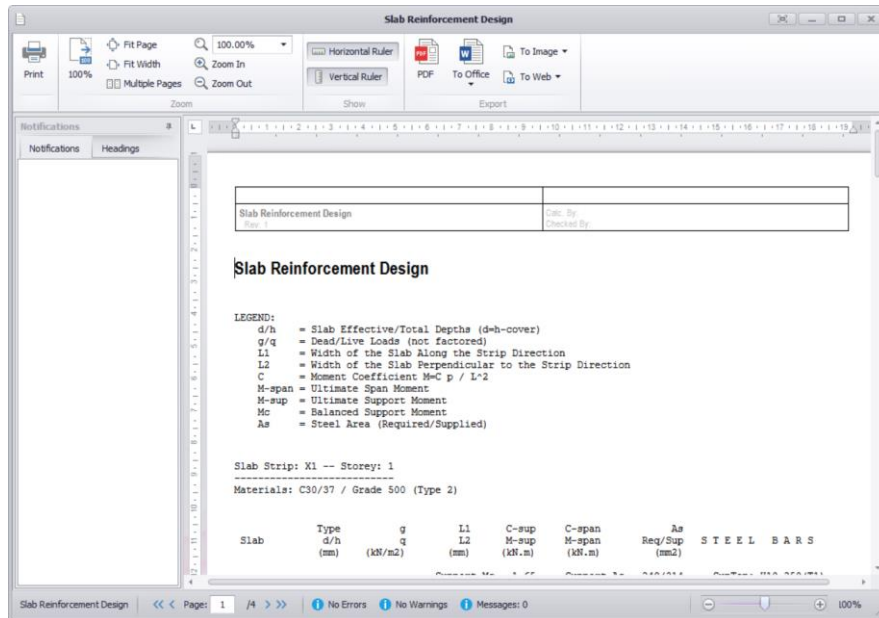 Slab Reinforcement Design
Print
100%
Fit Page
Fit Width
Multiple Pages
100.00%
Zoom In
Zoom Out
Zoom
Horizontal Ruler
Vertical Ruler
Show
PDF
To Office
To Image
To Web
Export
Notifications
Notifications Headings
Slab Reinforcement Design
Rev: 1
Calc. By:
Checked By:
Slab Reinforcement Design
LEGEND:
d/h = Slab Effective/Total Depths (d=h-cover)
g/q = Dead/Live Loads (not factored)
L1 = Width of the Slab Along the Strip Direction
L2 = Width of the Slab Perpendicular to the Strip Direction
C = Moment Coefficient M=C p / L^2
M-span = Ultimate Span Moment
M-sup = Ultimate Support Moment
Mc = Balanced Support Moment
As = Steel Area (Required/Supplied)
Slab Strip: X1 -- Storey: 1
---------------------------
Materials: C30/37 / Grade 500 (Type 2)
Type g L1 C-sup C-span As
Slab d/h q L2 M-sup M-span Req/Sup S T E E L B A R S
(mm) (kN/m2) (mm) (kN.m) (kN.m) (mm2)
Slab Reinforcement Design Page: 1 /4 No Errors No Warnings Messages: 0 100%